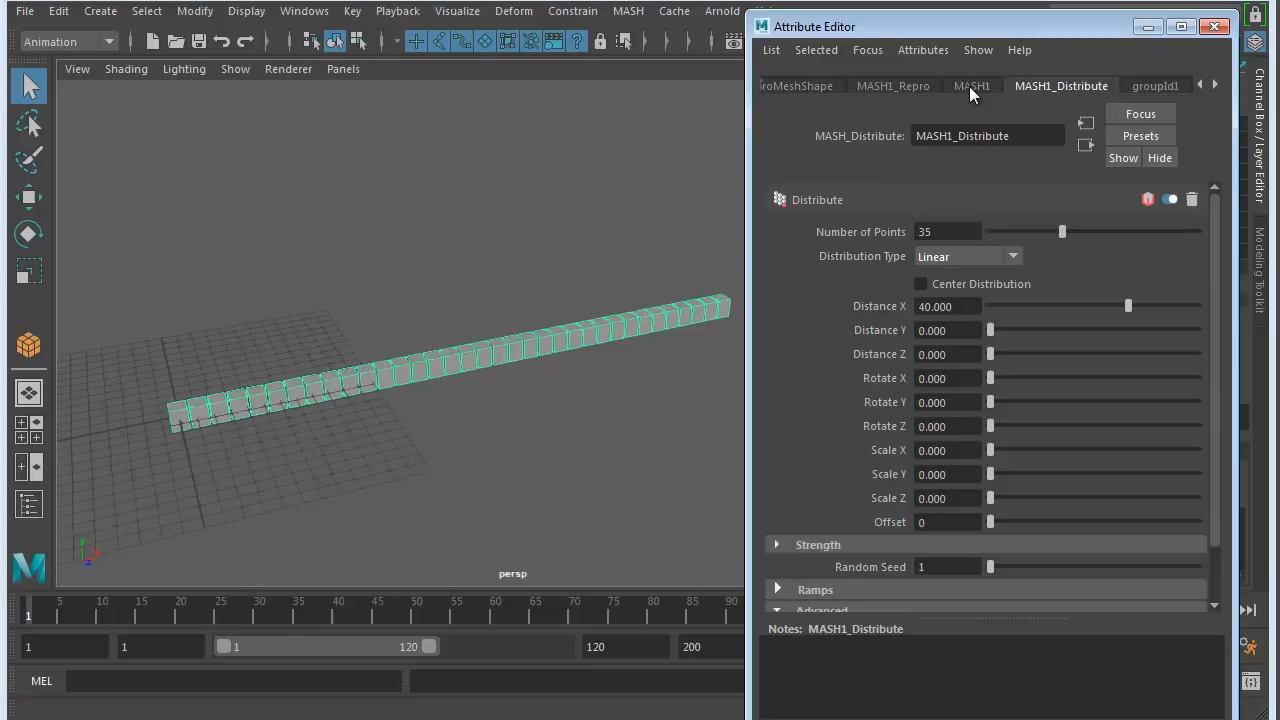 File Edit Create Select Modify Display Windows Key Playback Visualize Deform Constrain MASH Cache Arnold
Attribute Editor
Animation
List Selected Focus Attributes Show Help
View Shading Lighting Show Renderer Panels
roMeshShape MASH1_Repro MASH1 MASH1_Distribute groupId1
Focus
MASH_Distribute: MASH1_Distribute
Presets
Show Hide
Channel Box / Layer Editor
Modeling Toolkit
Distribute
Number of Points 35
Distribution Type Linear
Center Distribution
Distance X 40.000
Distance Y 0.000
Distance Z 0.000
Rotate X 0.000
Rotate Y 0.000
Rotate Z 0.000
Scale X 0.000
Scale Y 0.000
Scale Z 0.000
Offset 0
Strength
Random Seed 1
Ramps
Advanced
Notes: MASH1_Distribute
persp
1 5 10 15 20 25 30 35 40 45 50 55 60 65 70 75 80 85 90
1 1 1 120 120 200
MEL